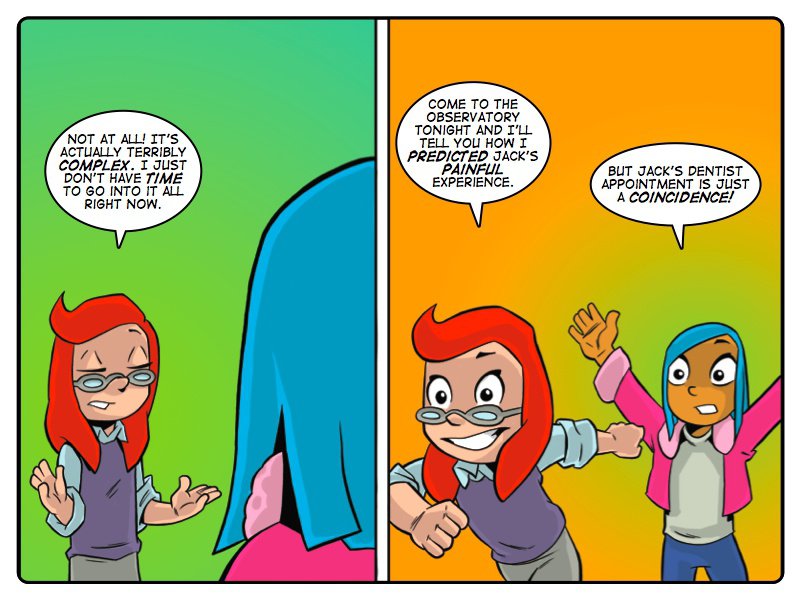 NOT AT ALL! IT'S
ACTUALLY TERRIBLY
COMPLEX. I JUST
DON'T HAVE TIME
TO GO INTO IT ALL
RIGHT NOW.
COME TO THE
OBSERVATORY
TONIGHT AND I'LL
TELL YOU HOW I
PREDICTED JACK'S
PAINFUL
EXPERIENCE.
BUT JACK'S DENTIST
APPOINTMENT IS JUST
A COINCIDENCE!